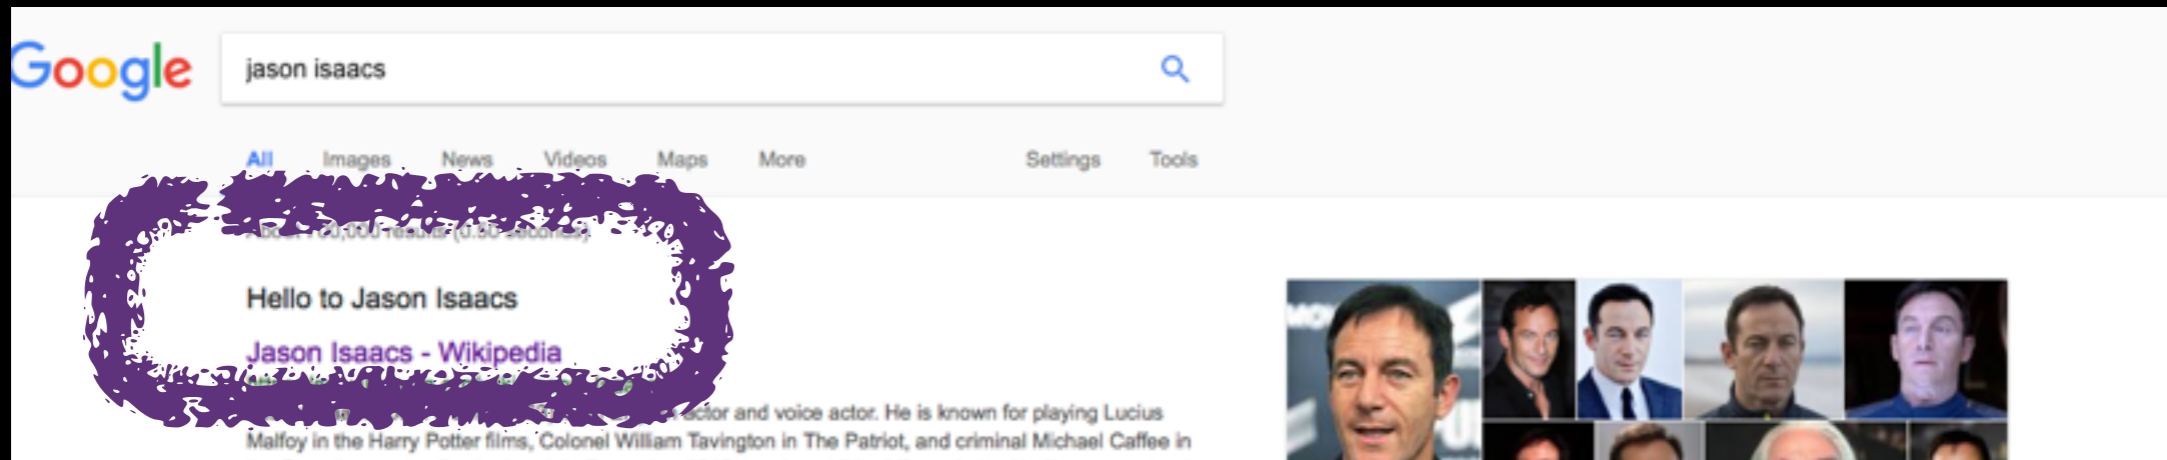 Google
jason isaacs
All Images News Videos Maps More Settings Tools
results
Hello to Jason Isaacs
Jason Isaacs - Wikipedia
actor and voice actor. He is known for playing Lucius
Malfoy in the Harry Potter films, Colonel William Tavington in The Patriot, and criminal Michael Caffee in